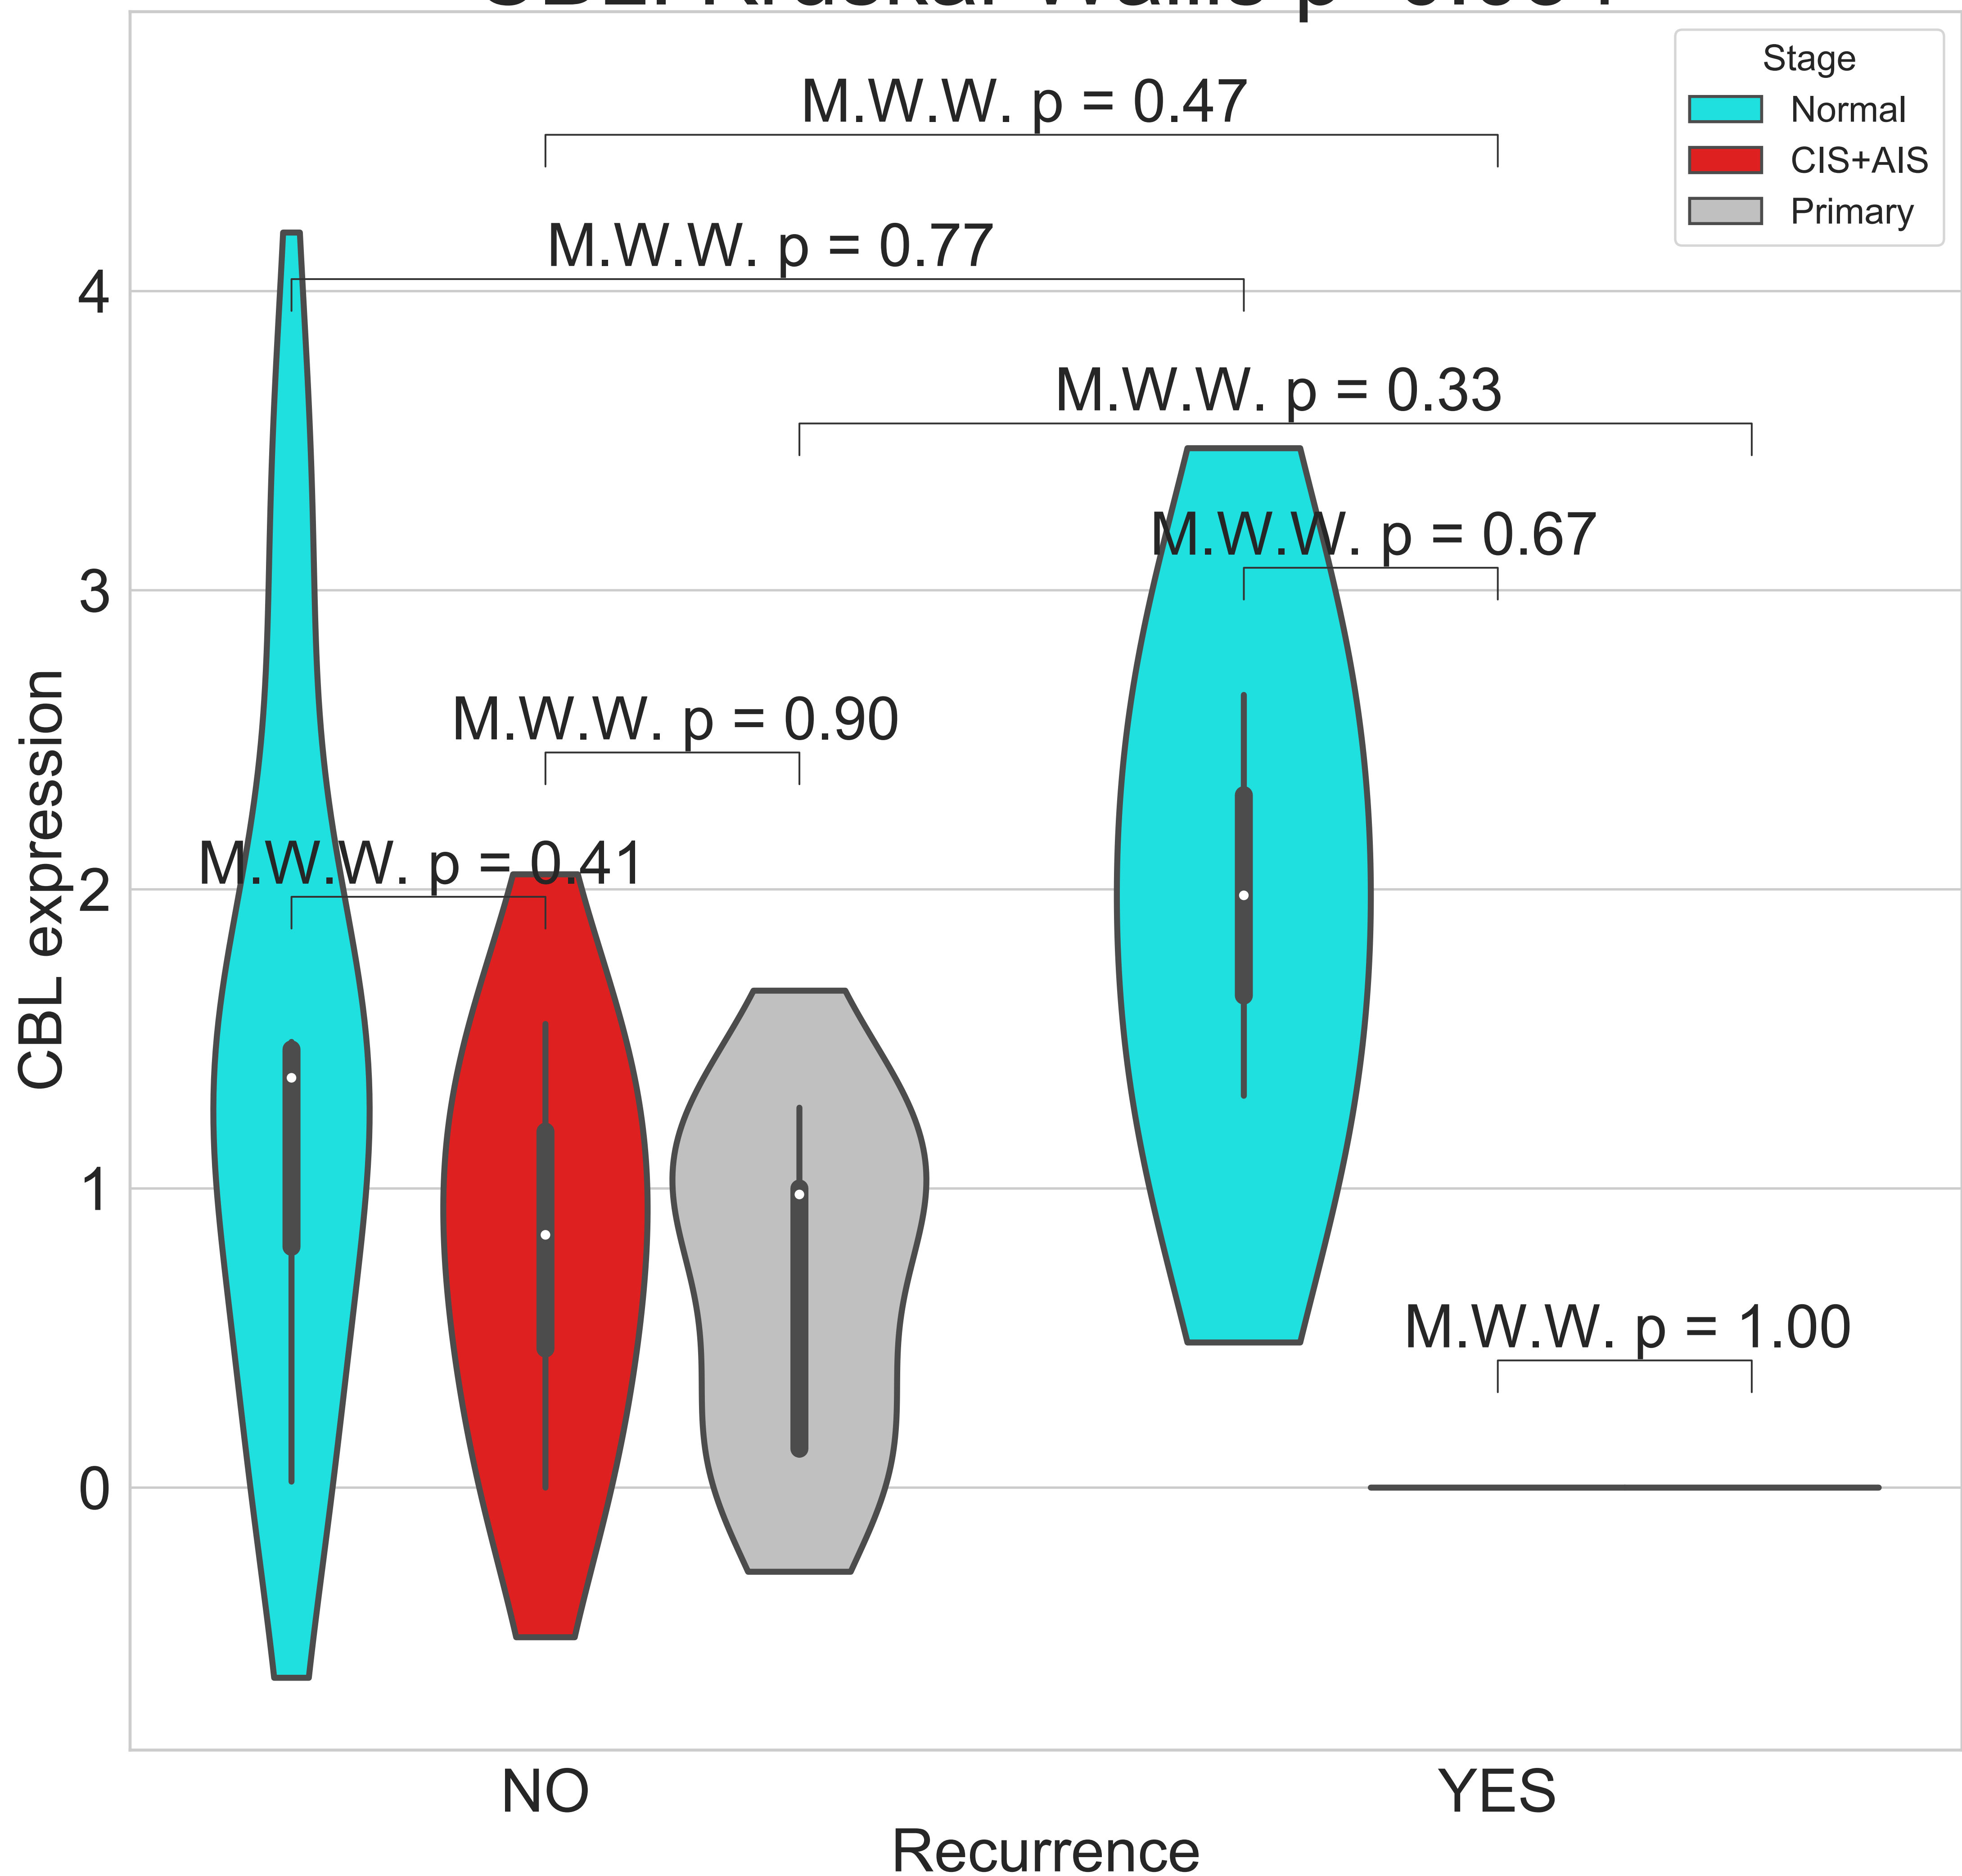 Stage
Normal
CIS+AIS
Primary
M.W.W. p = 0.47
M.W.W. p = 0.77
M.W.W. p = 0.33
M.W.W. p = 0.67
M.W.W. p = 0.90
M.W.W. p = 0.41
M.W.W. p = 1.00
4
3
2
1
0
CBL expression
NO
YES
Recurrence